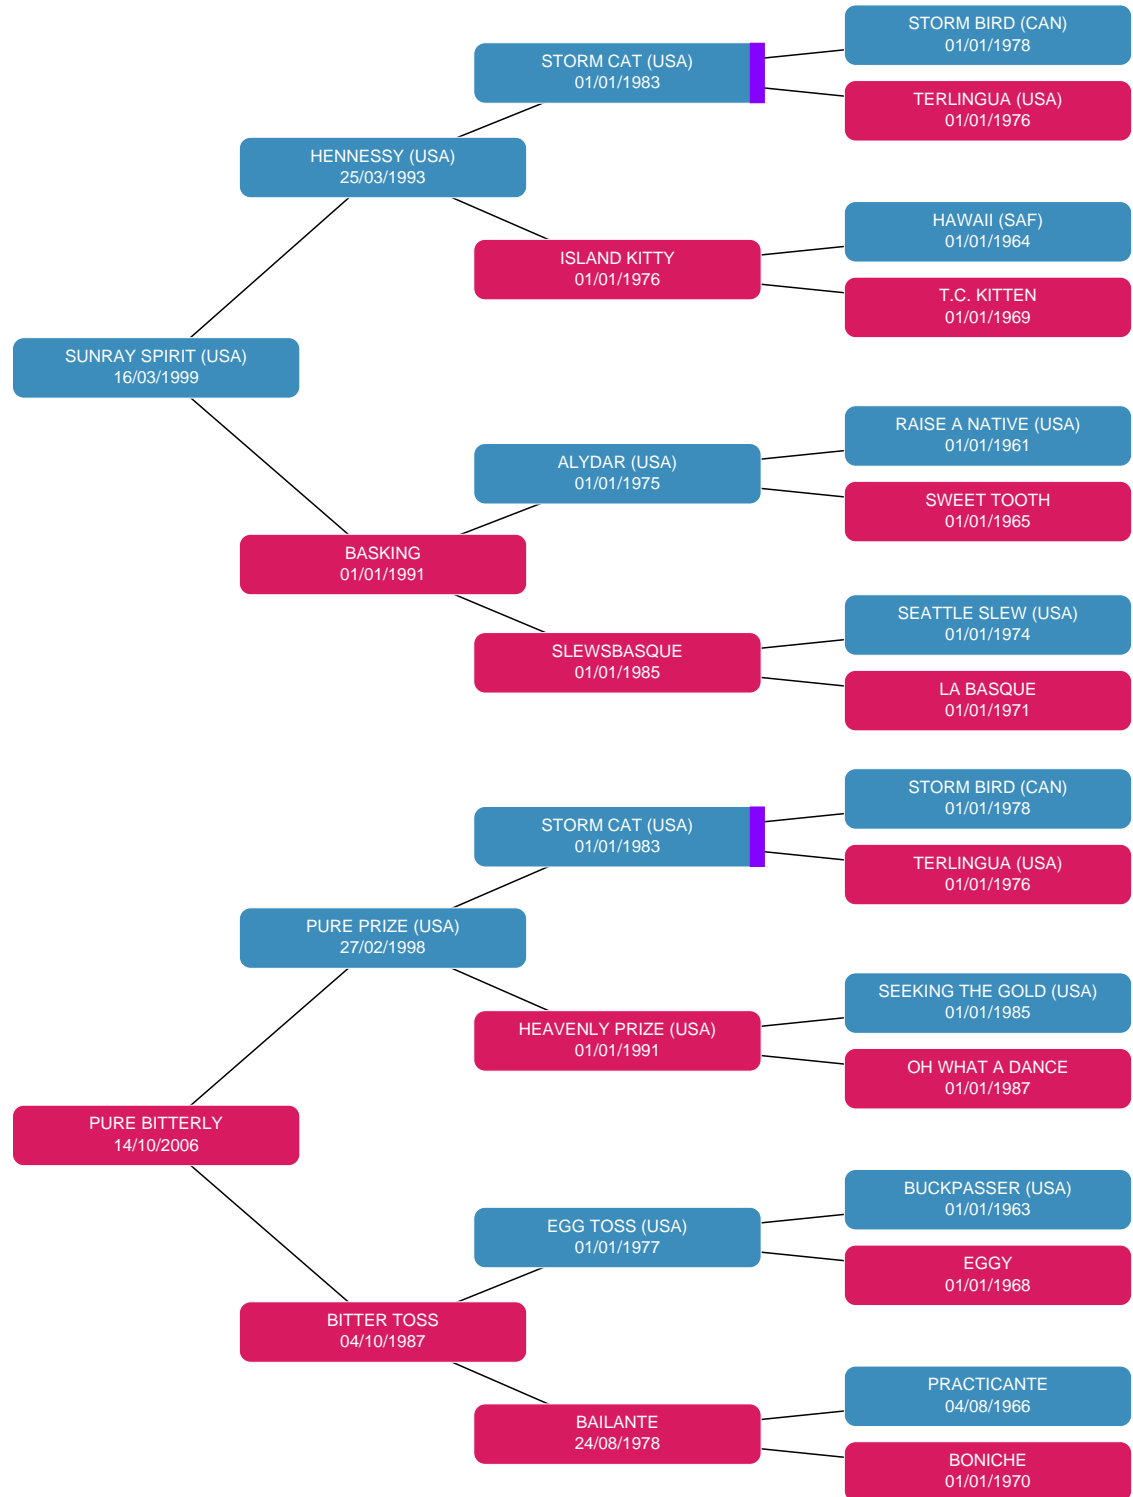 STORM BIRD (CAN)
01/01/1978
STORM CAT (USA)
01/01/1983
TERLINGUA (USA)
01/01/1976
HENNESSY (USA)
25/03/1993
HAWAII (SAF)
01/01/1964
ISLAND KITTY
01/01/1976
T.C. KITTEN
01/01/1969
SUNRAY SPIRIT (USA)
16/03/1999
RAISE A NATIVE (USA)
01/01/1961
ALYDAR (USA)
01/01/1975
SWEET TOOTH
01/01/1965
BASKING
01/01/1991
SEATTLE SLEW (USA)
01/01/1974
SLEWSBASQUE
01/01/1985
LA BASQUE
01/01/1971
STORM BIRD (CAN)
01/01/1978
STORM CAT (USA)
01/01/1983
TERLINGUA (USA)
01/01/1976
PURE PRIZE (USA)
27/02/1998
SEEKING THE GOLD (USA)
01/01/1985
HEAVENLY PRIZE (USA)
01/01/1991
OH WHAT A DANCE
01/01/1987
PURE BITTERLY
14/10/2006
BUCKPASSER (USA)
01/01/1963
EGG TOSS (USA)
01/01/1977
EGGY
01/01/1968
BITTER TOSS
04/10/1987
PRACTICANTE
04/08/1966
BAILANTE
24/08/1978
BONICHE
01/01/1970